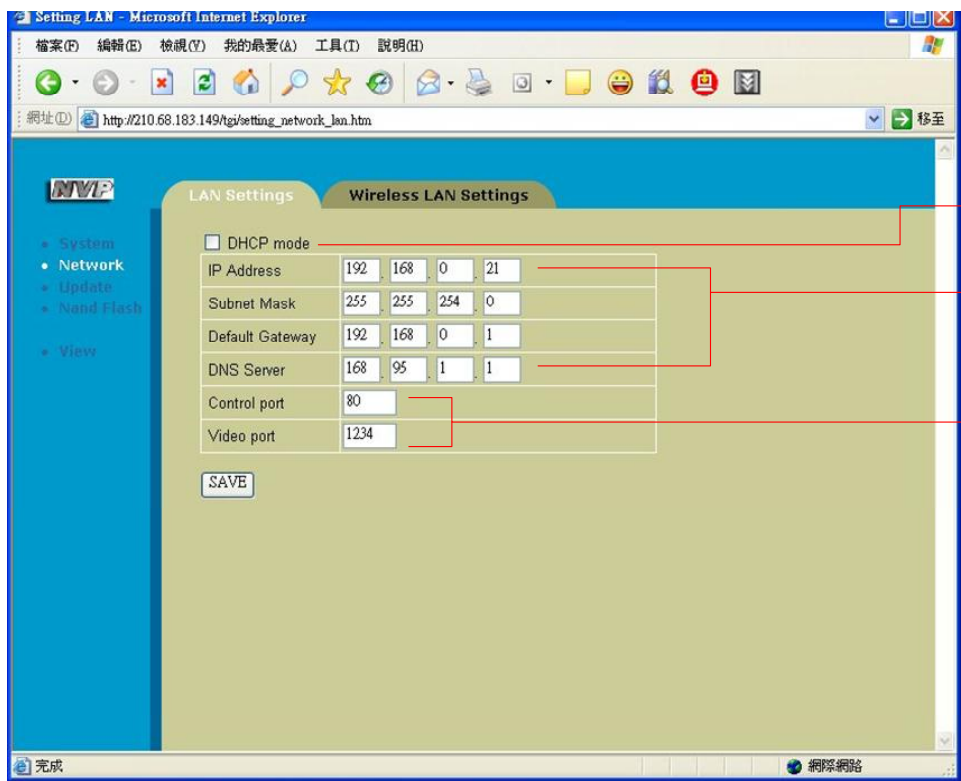 Setting LAN - Microsoft Internet Explorer
檔案(F) 編輯(E) 檢視(V) 我的最愛(A) 工具(T) 說明(H)
網址(D) http://210.68.183.149/tgi/setting_network_lan.htm 移至
NVIP
LAN Settings Wireless LAN Settings
System
Network
Update
Nand Flash
View
DHCP mode
IP Address 192 . 168 . 0 . 21
Subnet Mask 255 . 255 . 254 . 0
Default Gateway 192 . 168 . 0 . 1
DNS Server 168 . 95 . 1 . 1
Control port 80
Video port 1234
SAVE
完成 網際網路